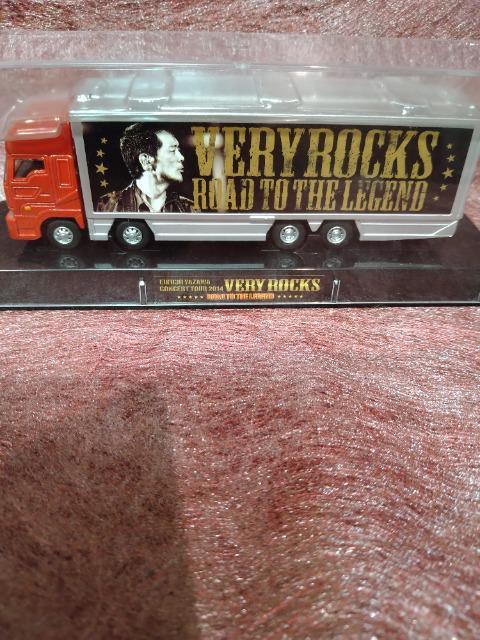 VERY ROCKS
ROAD TO THE LEGEND
EIKICHI YAZAWA
CONCERT TOUR 2014 VERY ROCKS
ROAD TO THE LEGEND